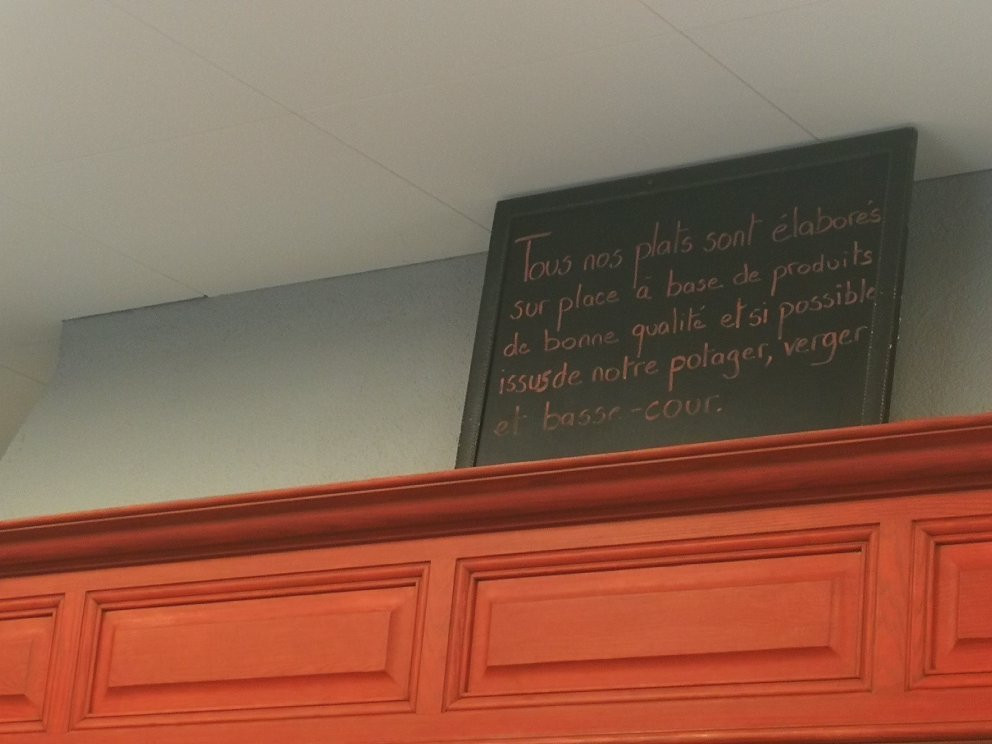 Tous nos plats sont élaborés
sur place à base de produits
de bonne qualité et si possible
issus de notre potager, verger
et basse-cour.